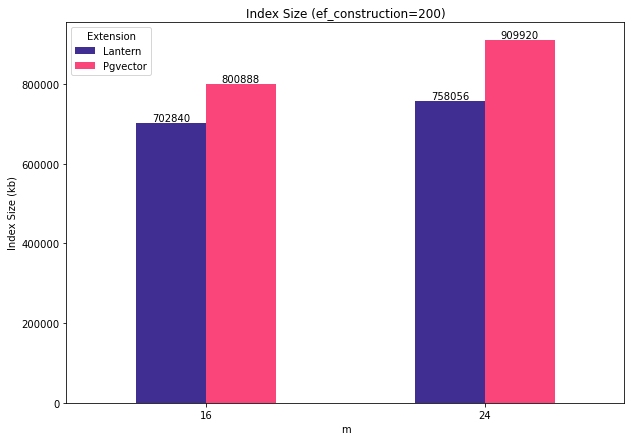 Index Size (ef_construction=200)
Extension
Lantern
Pgvector
702840
800888
758056
909920
Index Size (kb)
800000
600000
400000
200000
0
16
24
m